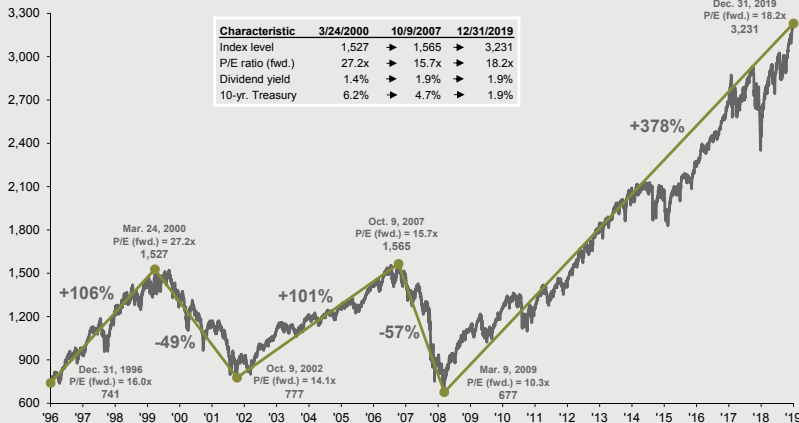 Characteristic 3/24/2000 10/9/2007 12/31/2019
Index level 1,527 → 1,565 → 3,231
P/E ratio (fwd.) 27.2x → 15.7x → 18.2x
Dividend yield 1.4% → 1.9% → 1.9%
10-yr. Treasury 6.2% → 4.7% → 1.9%
Dec. 31, 2019
P/E (fwd.) = 18.2x
3,231
3,300
3,000
2,700
2,400
2,100
1,800
1,500
1,200
900
600
+378%
Mar. 24, 2000
P/E (fwd.) = 27.2x
1,527
Oct. 9, 2007
P/E (fwd.) = 15.7x
1,565
+106%
-49%
+101%
-57%
Dec. 31, 1996
P/E (fwd.) = 16.0x
741
Oct. 9, 2002
P/E (fwd.) = 14.1x
777
Mar. 9, 2009
P/E (fwd.) = 10.3x
677
'96 '97 '98 '99 '00 '01 '02 '03 '04 '05 '06 '07 '08 '09 '10 '11 '12 '13 '14 '15 '16 '17 '18 '19